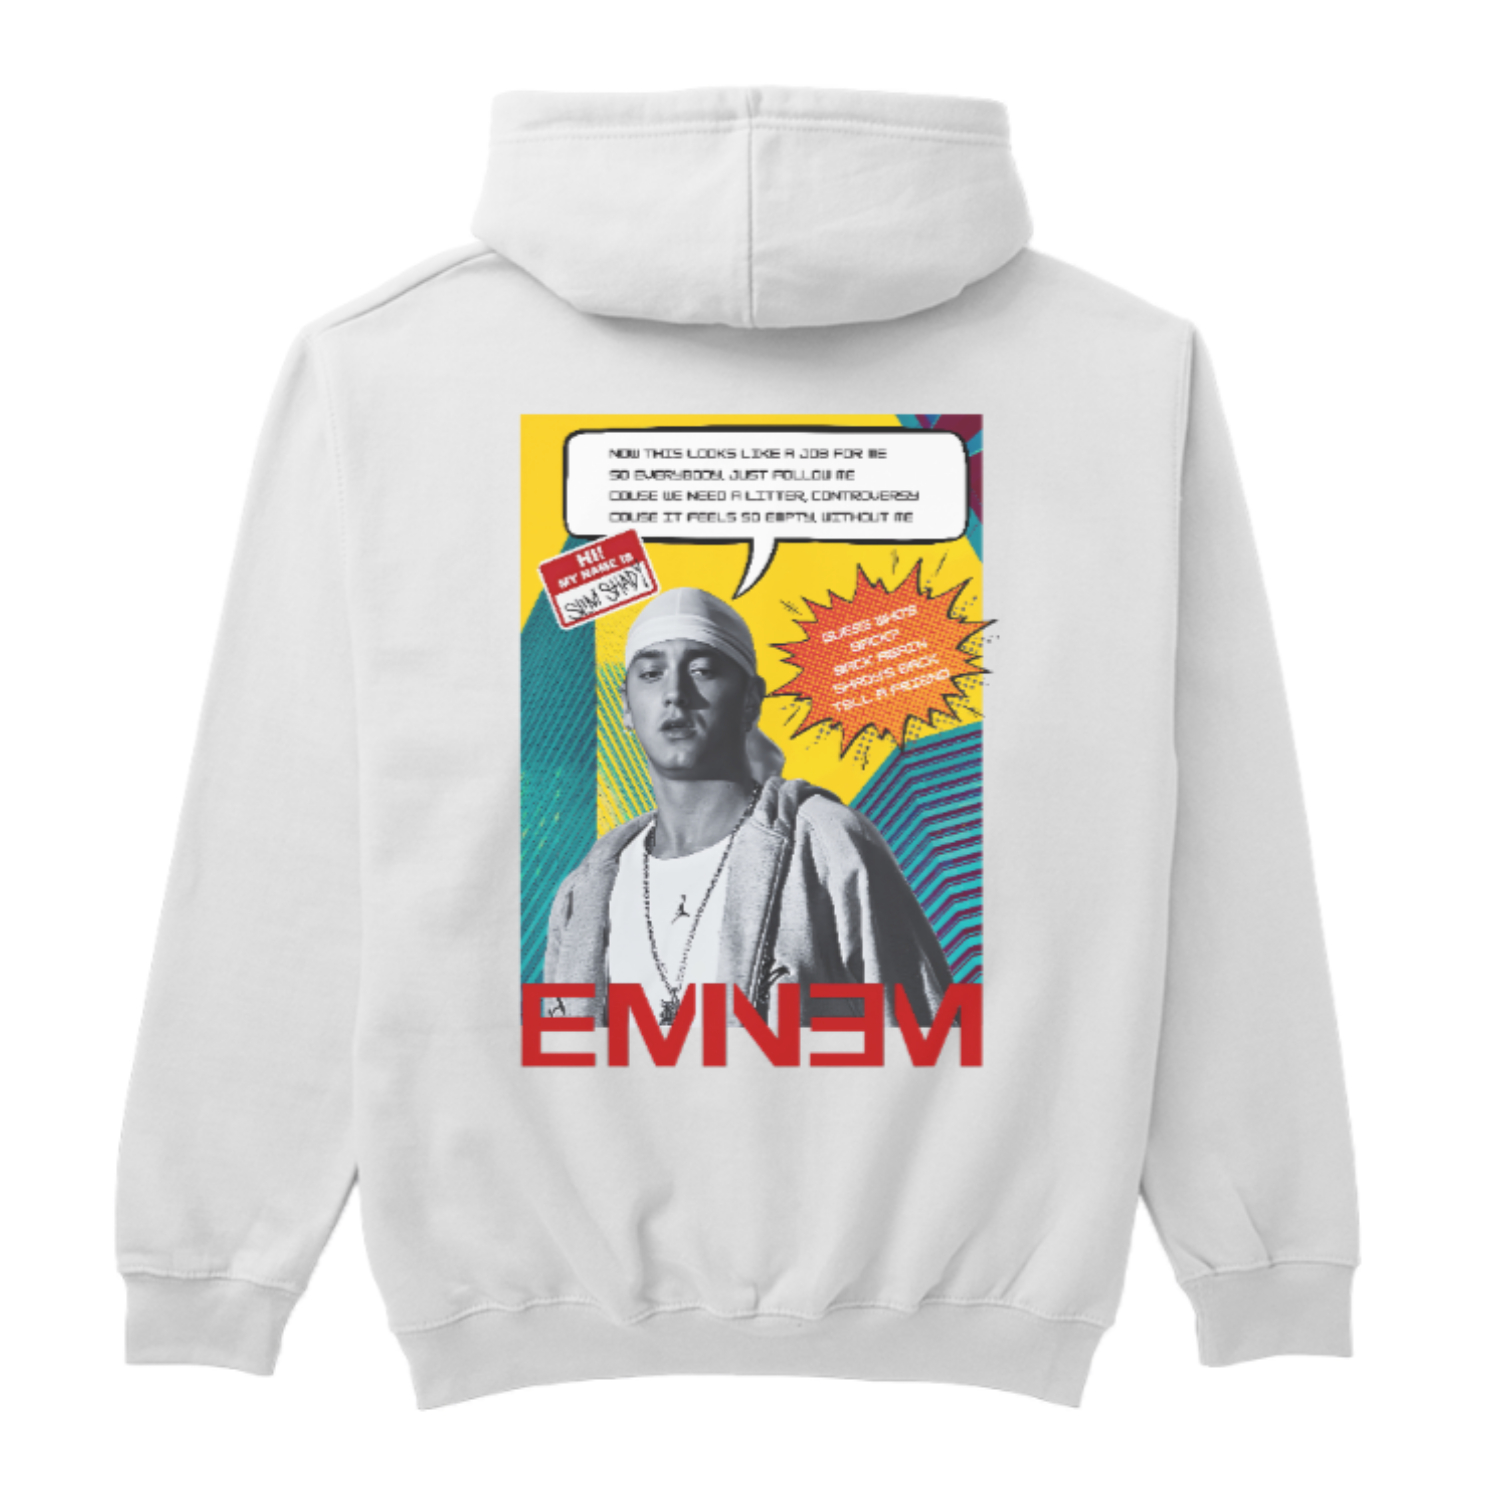 NOW THIS LOOKS LIKE A JOB FOR ME
SO EVERYBODY, JUST FOLLOW ME
COUSE WE NEED A LITTER, CONTROVERSY
COUSE IT FEELS SO EMPTY, WITHOUT ME
HI!
MY NAME IS
SLIM SHADY
GUESS WHTS
BACK?
BACK AGAIN.
SHADY'S BACK
TELL A FRIEND
EMINƎM